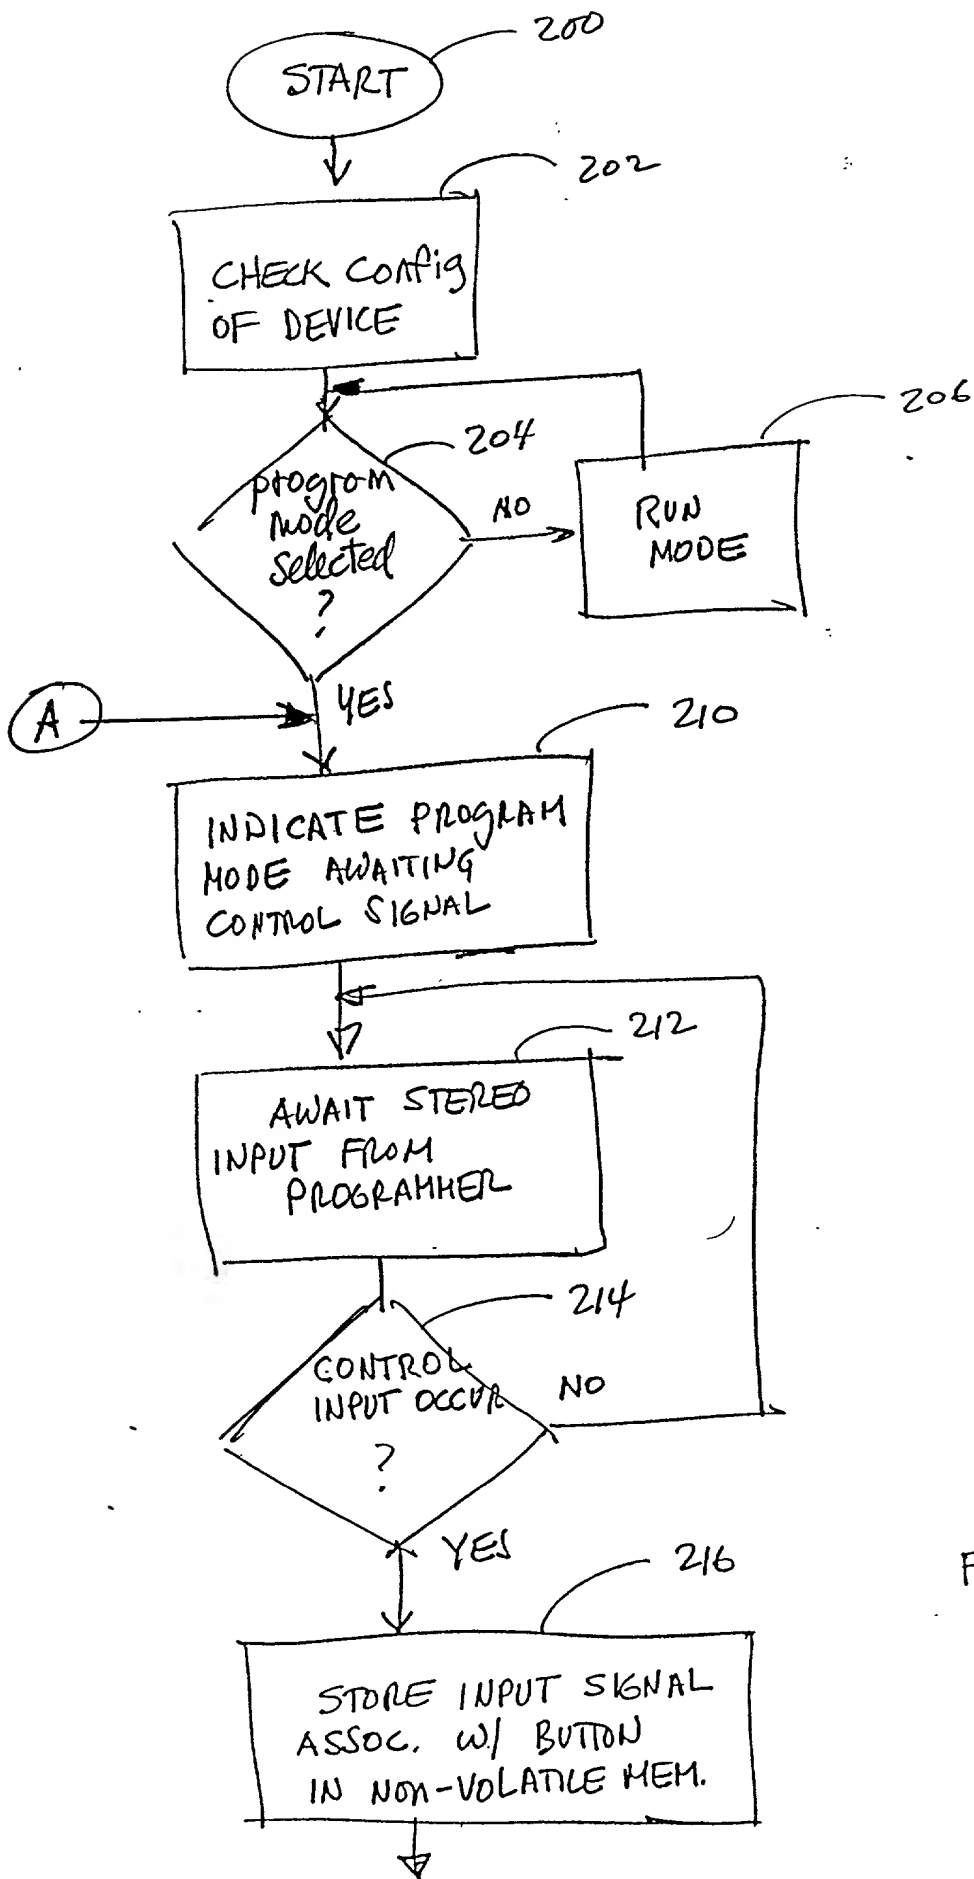 200
START
202
CHECK Config
OF DEVICE
204
206
program
mode
selected
?
NO
RUN
MODE
A
YES
210
INDICATE PROGRAM
MODE AWAITING
CONTROL SIGNAL
212
AWAIT STEREO
INPUT FROM
PROGRAMMER
214
CONTROL
INPUT OCCUR
?
NO
YES
216
F
STORE INPUT SIGNAL
ASSOC. W/ BUTTON
IN NON-VOLATILE MEM.